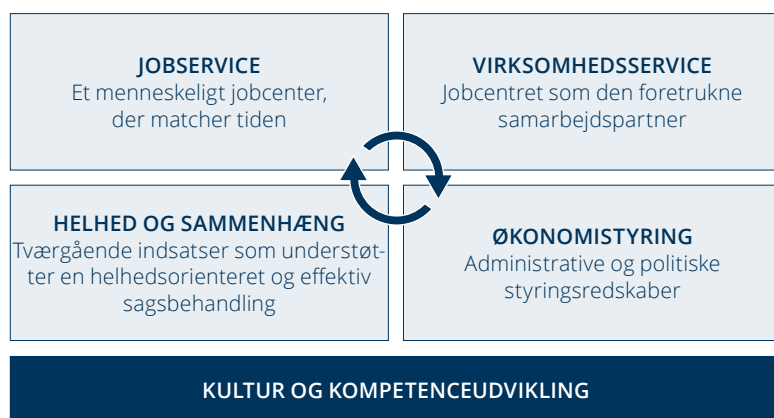 JOBSERVICE
Et menneskeligt jobcenter,
der matcher tiden
VIRKSOMHEDSSERVICE
Jobcentret som den foretrukne
samarbejdspartner
HELHED OG SAMMENHÆNG
Tværgående indsatser som understøt-
ter en helhedsorienteret og effektiv
sagsbehandling
ØKONOMISTYRING
Administrative og politiske
styringsredskaber
KULTUR OG KOMPETENCEUDVIKLING